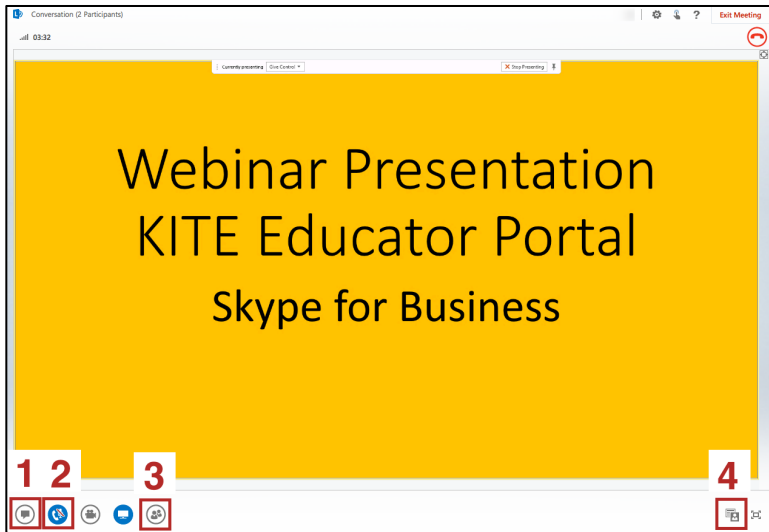 Conversation (2 Participants)
? Exit Meeting
03:32
Currently presenting Give Control Stop Presenting
Webinar Presentation
KITE Educator Portal
Skype for Business
1 2 3 4